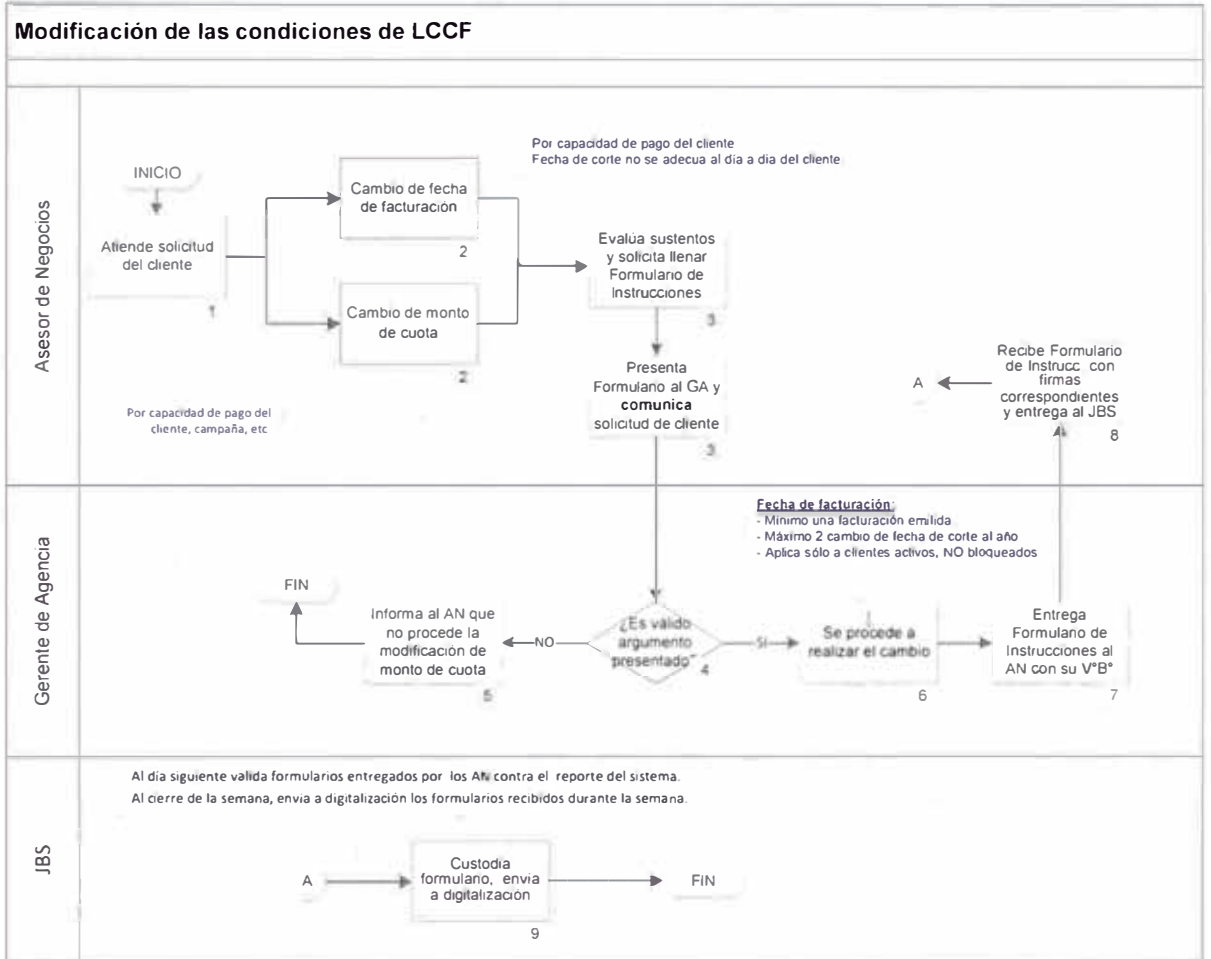 Modificación de las condiciones de LCCF
Asesor de Negocios
INICIO
Atiende solicitud
del cliente
1
Cambio de fecha
de facturación
2
Cambio de monto
de cuota
2
Por capacidad de pago del
cliente, campaña, etc
Por capacidad de pago del cliente
Fecha de corte no se adecua al dia a dia del cliente
Evalúa sustentos
y solicita llenar
Formulario de
Instrucciones
3
Presenta
Formulario al GA y
comunica
solicitud de cliente
3
Recibe Formulario
de Instrucc con
firmas
correspondientes
y entrega al JBS
8
A
Gerente de Agencia
Fecha de facturación:
- Mínimo una facturación emitida
- Máximo 2 cambio de fecha de corte al año
- Aplica sólo a clientes activos, NO bloqueados
FIN
Informa al AN que
no procede la
modificación de
monto de cuota
5
NO
¿Es válido
argumento
presentado?
4
SI
Se procede a
realizar el cambio
6
Entrega
Formulario de
Instrucciones al
AN con su V°B°
7
JBS
Al día siguiente valida formularios entregados por los AN contra el reporte del sistema.
Al cierre de la semana, envia a digitalización los formularios recibidos durante la semana.
A
Custodia
formulario, envia
a digitalización
9
FIN